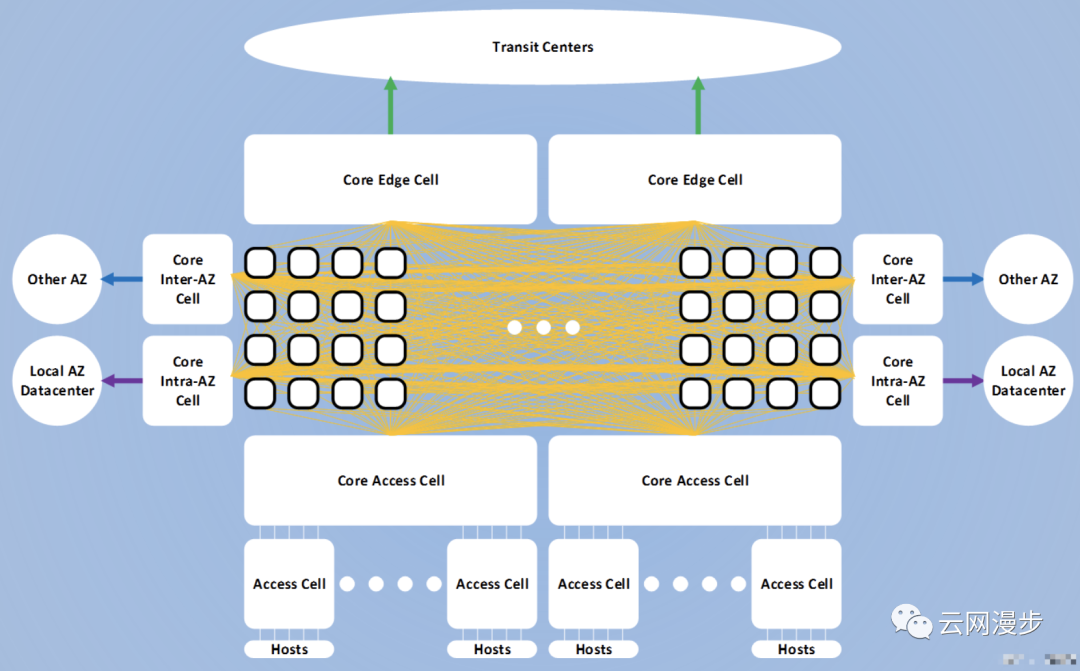 Transit Centers
Core Edge Cell
Core Edge Cell
Other AZ
Core
Inter-AZ
Cell
Core
Inter-AZ
Cell
Other AZ
Local AZ
Datacenter
Core
Intra-AZ
Cell
Core
Intra-AZ
Cell
Local AZ
Datacenter
Core Access Cell
Core Access Cell
Access Cell
Access Cell
Access Cell
Access Cell
云网漫步
Hosts
Hosts
Hosts
Hosts